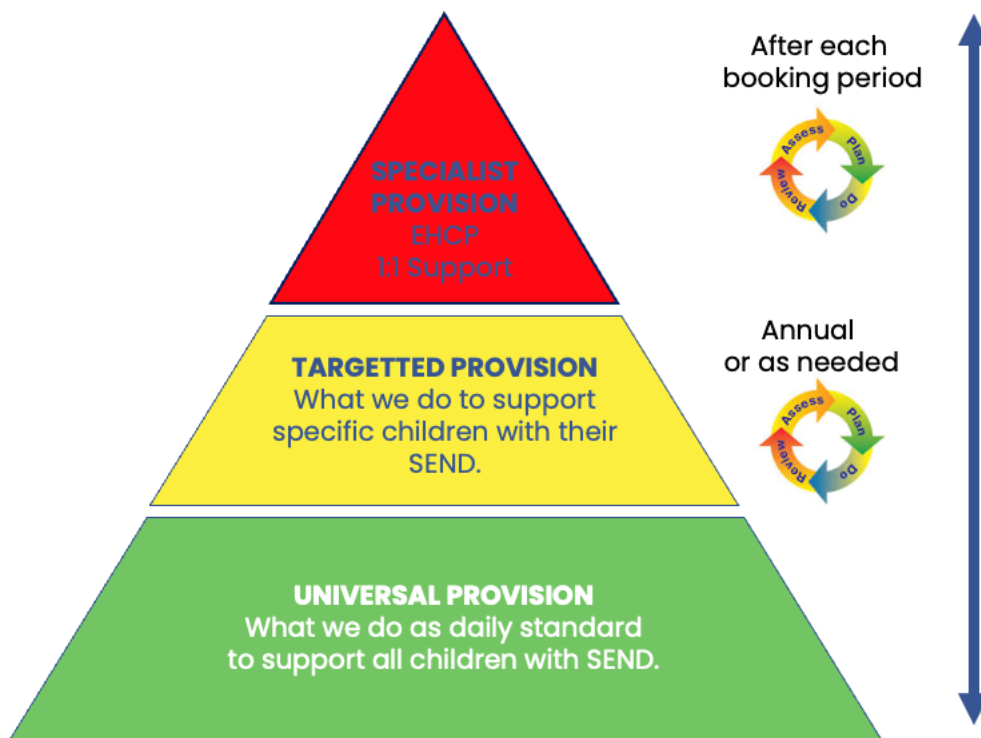 After each
booking period
Assess
Plan
Do
Review
SPECIALIST
PROVISION
EHCP
1:1 Support
Annual
or as needed
Assess
Plan
Do
Review
TARGETTED PROVISION
What we do to support
specific children with their
SEND.
UNIVERSAL PROVISION
What we do as daily standard
to support all children with SEND.